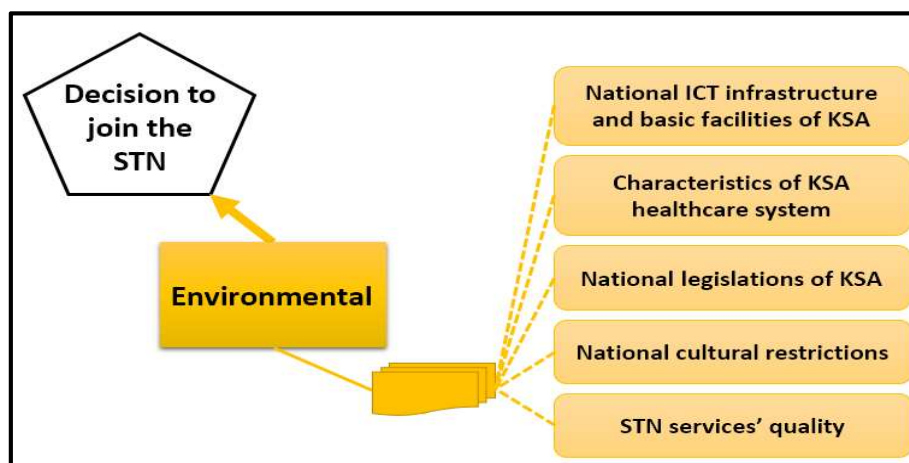 Decision to
join the
STN
Environmental
National ICT infrastructure
and basic facilities of KSA
Characteristics of KSA
healthcare system
National legislations of KSA
National cultural restrictions
STN services’ quality